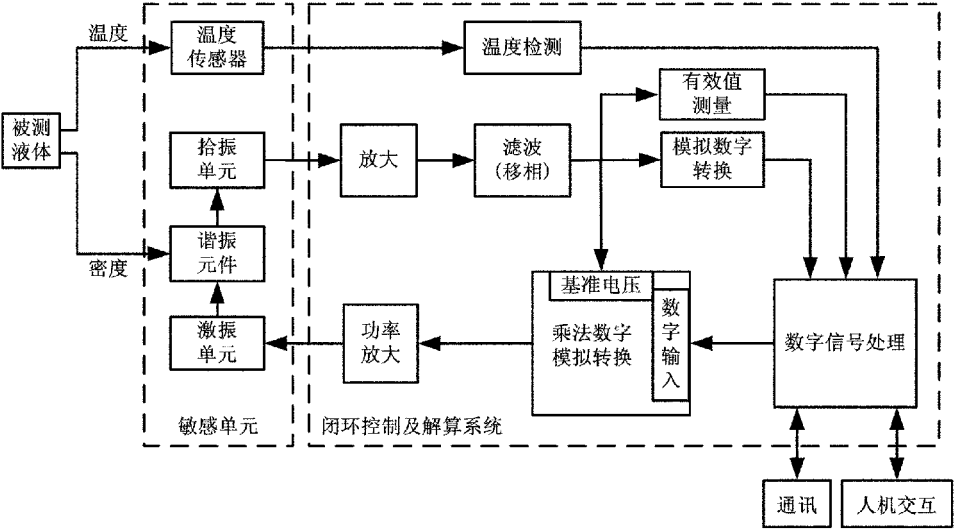 温度
温度
传感器
温度检测
有效值
测量
被测
液体
拾振
单元
放大
滤波
(移相)
模拟数字
转换
密度
谐振
元件
基准电压
激振
单元
功率
放大
乘法数字
模拟转换
数
字
输
入
数字信号处理
敏感单元
闭环控制及解算系统
通讯
人机交互